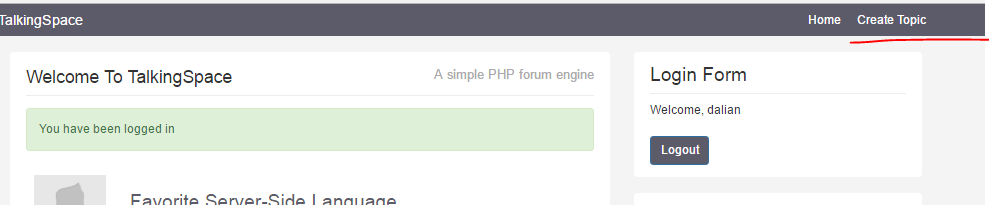 TalkingSpace
Home Create Topic
Welcome To TalkingSpace
A simple PHP forum engine
You have been logged in
Favorite Server-Side Language
Login Form
Welcome, dalian
Logout